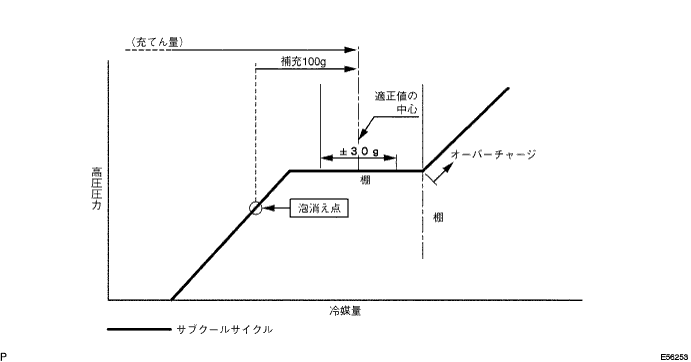 (充てん量)
補充100g
適正値の
中心
±30g
オーバーチャージ
高圧圧力
棚
泡消え点
棚
冷媒量
サブクールサイクル
P
E56253